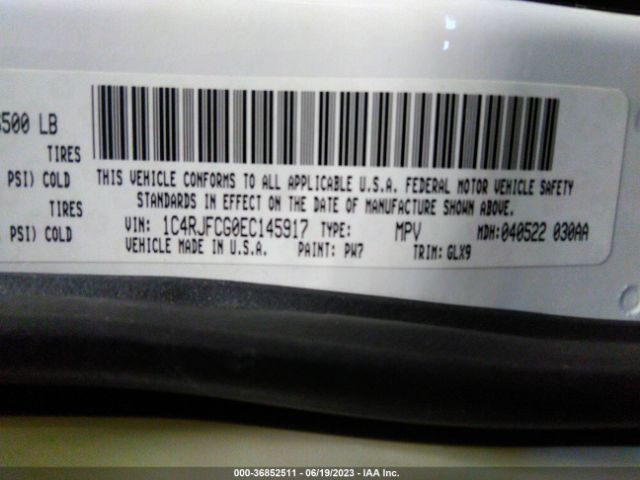 6500 LB
TIRES
PSI) COLD
TIRES
PSI) COLD
THIS VEHICLE CONFORMS TO ALL APPLICABLE U.S.A. FEDERAL MOTOR VEHICLE SAFETY
STANDARDS IN EFFECT ON THE DATE OF MANUFACTURE SHOWN ABOVE.
VIN: 1C4RJFCG0EC145917 TYPE: MPV MDH:040522 030AA
VEHICLE MADE IN U.S.A. PAINT: PW7 TRIM: GLX9
000-36852511 - 06/19/2023 - IAA Inc.